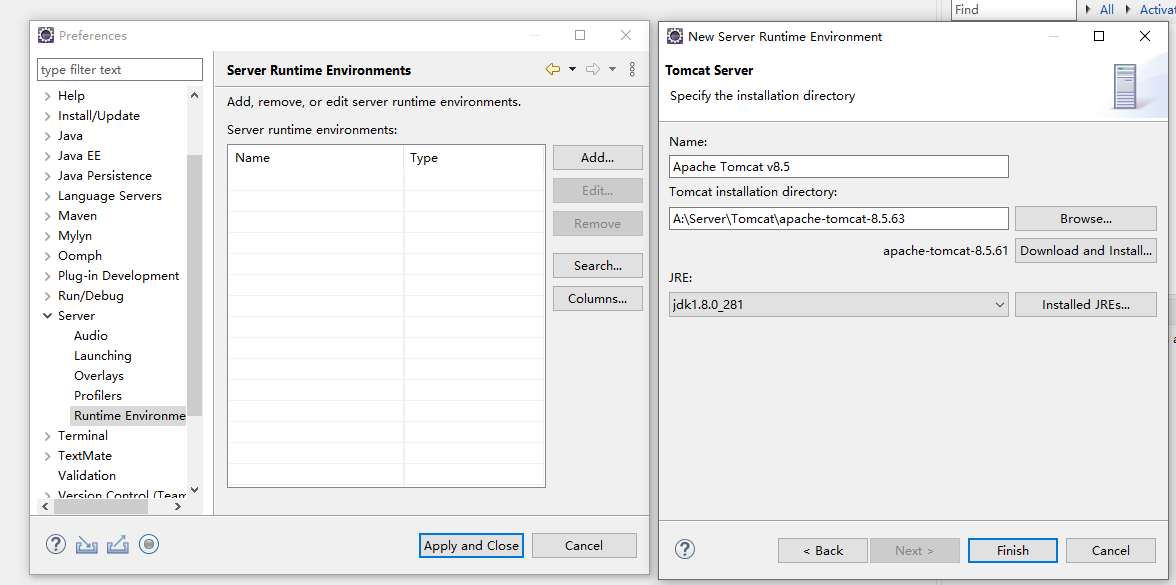 Find
All
Activat
Preferences
type filter text
Help
Install/Update
Java
Java EE
Java Persistence
Language Servers
Maven
Mylyn
Oomph
Plug-in Development
Run/Debug
Server
Audio
Launching
Overlays
Profilers
Runtime Environme
Terminal
TextMate
Validation
Version Control (Team
Server Runtime Environments
Add, remove, or edit server runtime environments.
Server runtime environments:
Name Type
Add...
Edit...
Remove
Search...
Columns...
Apply and Close
Cancel
New Server Runtime Environment
Tomcat Server
Specify the installation directory
Name:
Apache Tomcat v8.5
Tomcat installation directory:
A:\Server\Tomcat\apache-tomcat-8.5.63
Browse...
apache-tomcat-8.5.61
Download and Install...
JRE:
jdk1.8.0_281
Installed JREs...
< Back
Next >
Finish
Cancel